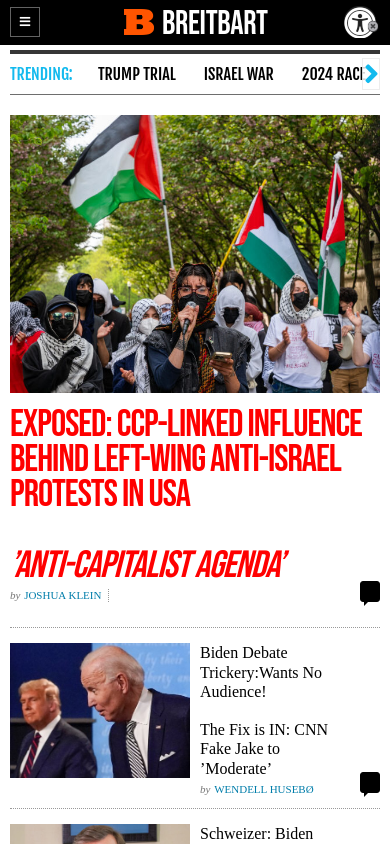 BREITBART
TRENDING:
TRUMP TRIAL
ISRAEL WAR
2024 RACE
EXPOSED: CCP-LINKED INFLUENCE
BEHIND LEFT-WING ANTI-ISRAEL
PROTESTS IN USA
’ANTI-CAPITALIST AGENDA’
by JOSHUA KLEIN
Biden Debate
Trickery:Wants No
Audience!
The Fix is IN: CNN
Fake Jake to
’Moderate’
by WENDELL HUSEBØ
Schweizer: Biden